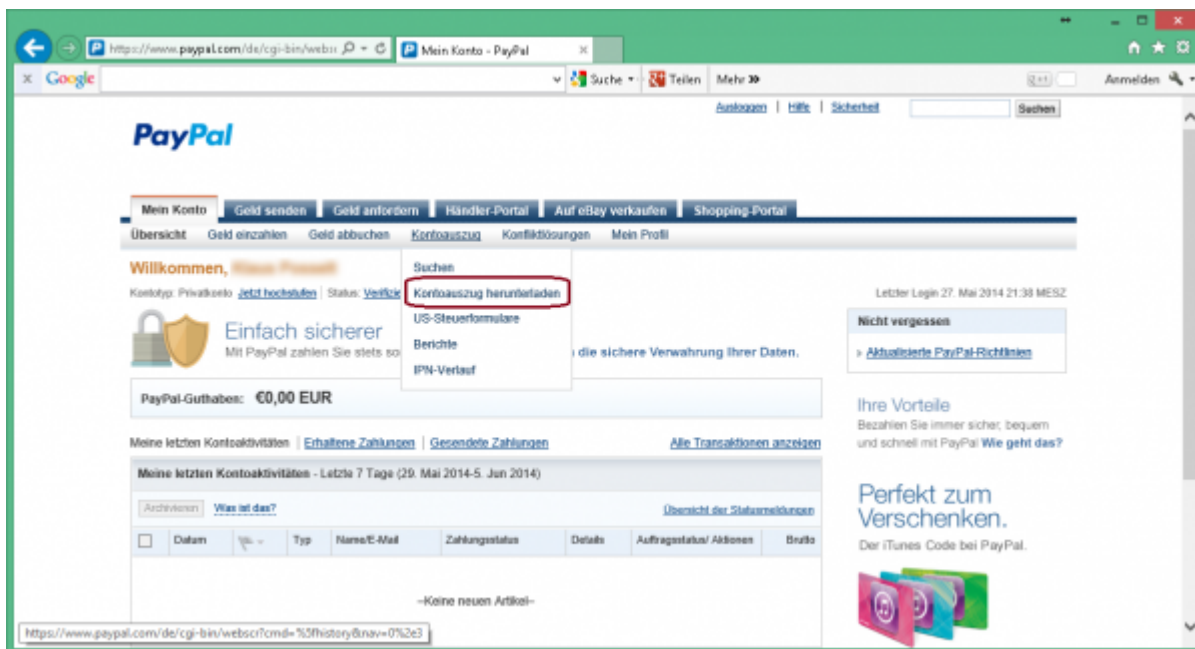 https://www.paypal.com/de/cgi-bin/webscr
Mein Konto - PayPal
Google
Suche
Teilen
Mehr
Anmelden
Ausloggen | Hilfe | Sicherheit
Suchen
PayPal
Mein Konto
Geld senden
Geld anfordern
Händler-Portal
Auf eBay verkaufen
Shopping-Portal
Übersicht
Geld einzahlen
Geld abbuchen
Kontoauszug
Konfliktlösungen
Mein Profil
Willkommen,
Kontotyp: Privatkonto Jetzt hochstufen | Status: Verifizie
Suchen
Kontoauszug herunterladen
US-Steuerformulare
Berichte
IPN-Verlauf
Letzter Login 27. Mai 2014 21:38 MESZ
Einfach sicherer
Mit PayPal zahlen Sie stets so
die sichere Verwahrung Ihrer Daten.
Nicht vergessen
» Aktualisierte PayPal-Richtlinien
PayPal-Guthaben: €0,00 EUR
Ihre Vorteile
Bezahlen Sie immer sicher, bequem
und schnell mit PayPal Wie geht das?
Meine letzten Kontoaktivitäten | Erhaltene Zahlungen | Gesendete Zahlungen
Alle Transaktionen anzeigen
Meine letzten Kontoaktivitäten - Letzte 7 Tage (29. Mai 2014-5. Jun 2014)
Archivieren
Was ist das?
Übersicht der Statusmeldungen
Datum
Typ
Name/E-Mail
Zahlungsstatus
Details
Auftragsstatus/ Aktionen
Brutto
–Keine neuen Artikel–
Perfekt zum
Verschenken.
Der iTunes Code bei PayPal.
https://www.paypal.com/de/cgi-bin/webscr?cmd=%5fhistory&nav=0%2e3